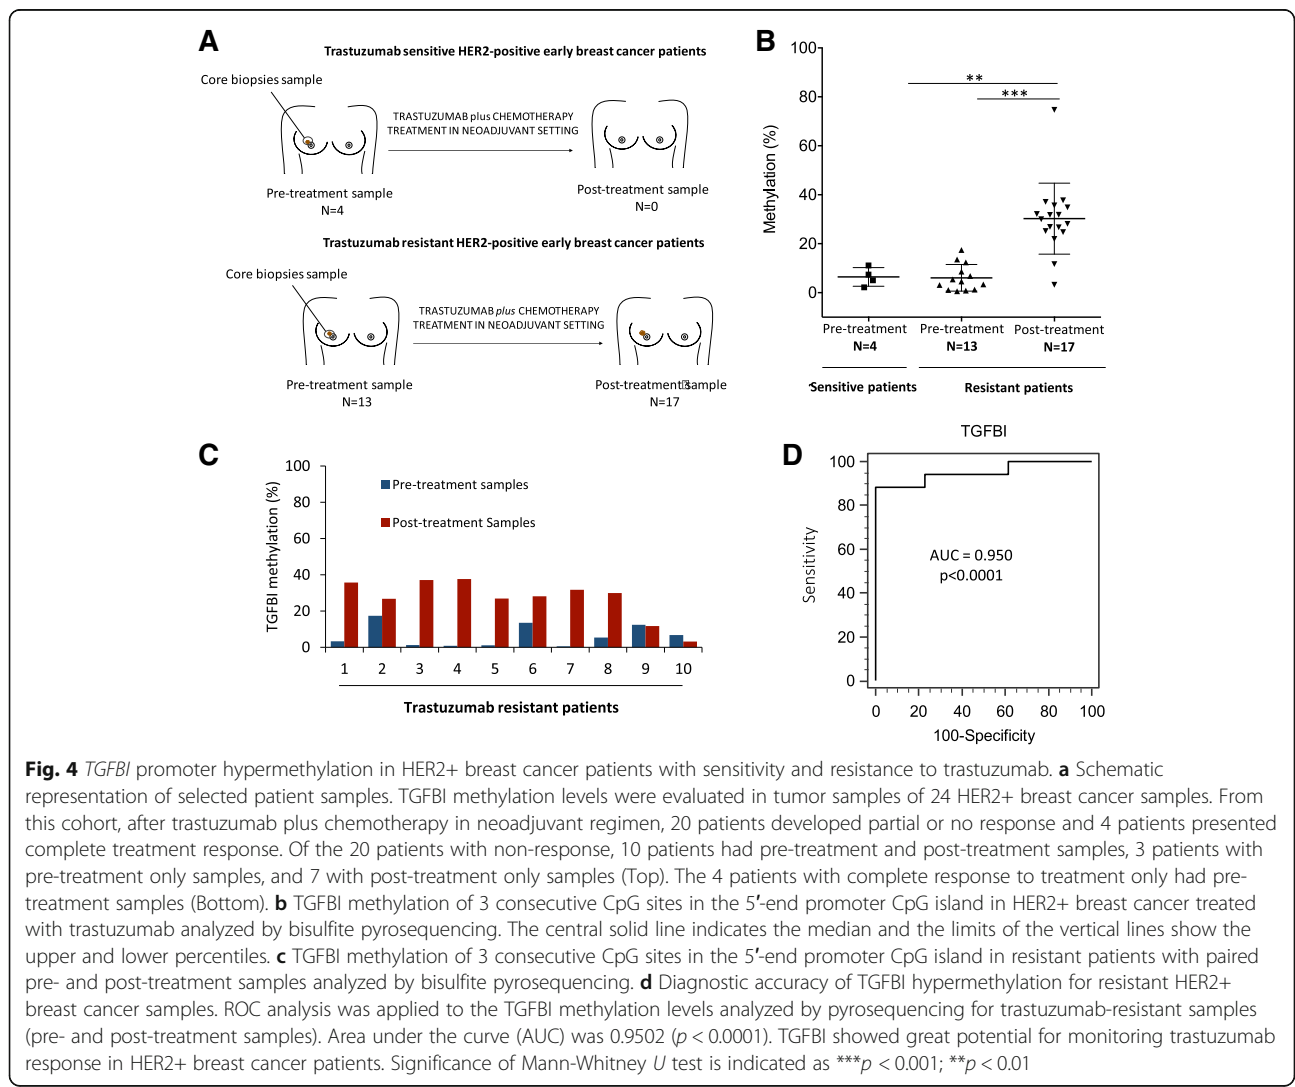 A
Trastuzumab sensitive HER2-positive early breast cancer patients
Core biopsies sample
TRASTUZUMAB plus CHEMOTHERAPY
TREATMENT IN NEOADJUVANT SETTING
Pre-treatment sample
N=4
Post-treatment sample
N=0
Trastuzumab resistant HER2-positive early breast cancer patients
Core biopsies sample
TRASTUZUMAB plus CHEMOTHERAPY
TREATMENT IN NEOADJUVANT SETTING
Pre-treatment sample
N=13
Post-treatment sample
N=17
B
Methylation (%)
100
80
60
40
20
0
**
***
Pre-treatment
N=4
Pre-treatment
N=13
Post-treatment
N=17
Sensitive patients
Resistant patients
C
TGFBI methylation (%)
100
80
60
40
20
0
Pre-treatment samples
Post-treatment Samples
1 2 3 4 5 6 7 8 9 10
Trastuzumab resistant patients
D
TGFBI
Sensitivity
100
80
60
40
20
0
AUC = 0.950
p<0.0001
0 20 40 60 80 100
100-Specificity
Fig. 4 TGFBI promoter hypermethylation in HER2+ breast cancer patients with sensitivity and resistance to trastuzumab. a Schematic
representation of selected patient samples. TGFBI methylation levels were evaluated in tumor samples of 24 HER2+ breast cancer samples. From
this cohort, after trastuzumab plus chemotherapy in neoadjuvant regimen, 20 patients developed partial or no response and 4 patients presented
complete treatment response. Of the 20 patients with non-response, 10 patients had pre-treatment and post-treatment samples, 3 patients with
pre-treatment only samples, and 7 with post-treatment only samples (Top). The 4 patients with complete response to treatment only had pre-
treatment samples (Bottom). b TGFBI methylation of 3 consecutive CpG sites in the 5′-end promoter CpG island in HER2+ breast cancer treated
with trastuzumab analyzed by bisulfite pyrosequencing. The central solid line indicates the median and the limits of the vertical lines show the
upper and lower percentiles. c TGFBI methylation of 3 consecutive CpG sites in the 5′-end promoter CpG island in resistant patients with paired
pre- and post-treatment samples analyzed by bisulfite pyrosequencing. d Diagnostic accuracy of TGFBI hypermethylation for resistant HER2+
breast cancer samples. ROC analysis was applied to the TGFBI methylation levels analyzed by pyrosequencing for trastuzumab-resistant samples
(pre- and post-treatment samples). Area under the curve (AUC) was 0.9502 (p < 0.0001). TGFBI showed great potential for monitoring trastuzumab
response in HER2+ breast cancer patients. Significance of Mann-Whitney U test is indicated as ***p < 0.001; **p < 0.01